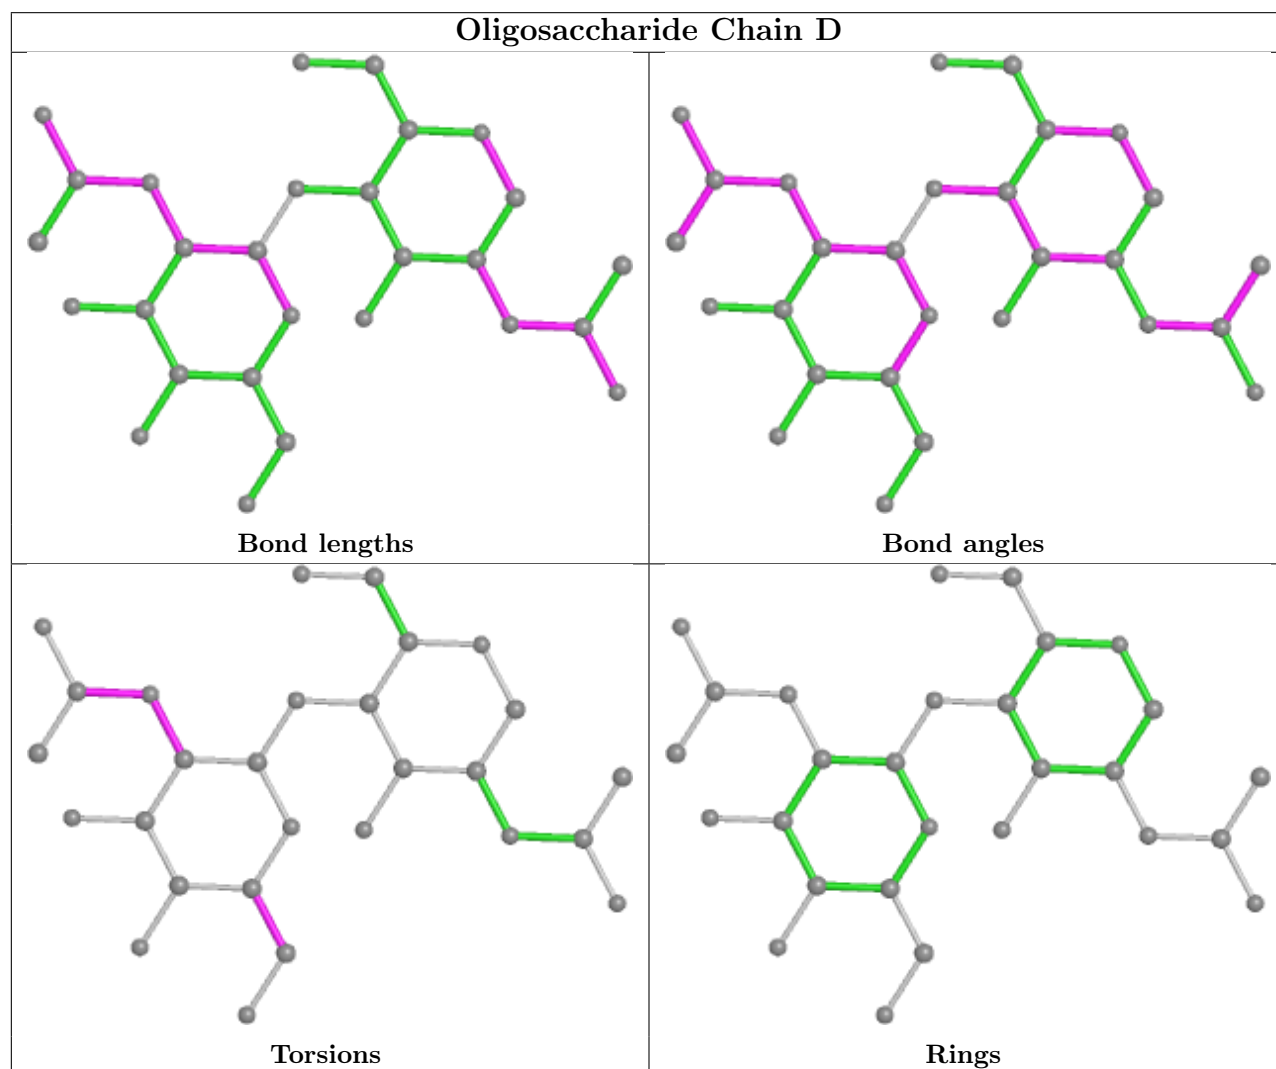 Oligosaccharide Chain D
Bond lengths
Bond angles
Torsions
Rings